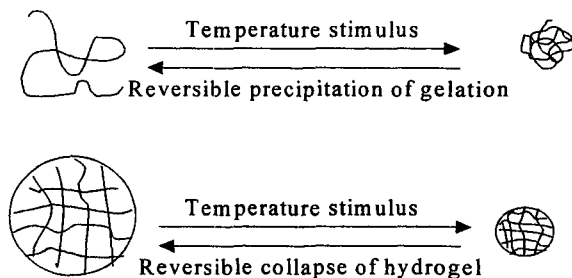 Temperature stimulus
Reversible precipitation of gelation
Temperature stimulus
Reversible collapse of hydrogel